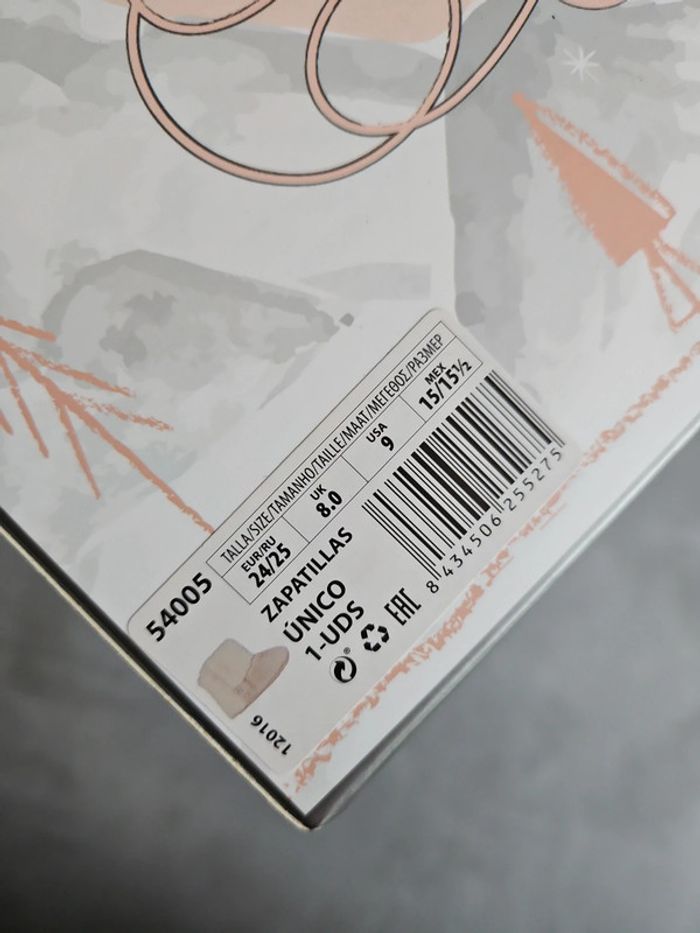 54005
TALLA/SIZE/TAMANHO/TAILLE/MAAT/ΜΕΓΕΘΟΣ/РАЗМЕР
EUR/RU UK USA MEX
24/25 8.0 9 15/15½
ZAPATILLAS
ÚNICO
1-UDS
EAC
8 434506 255275
12016